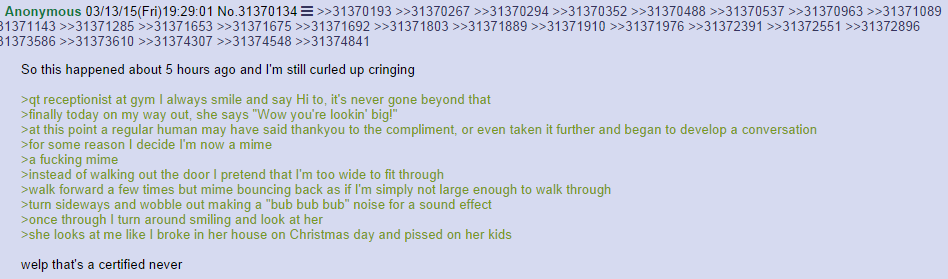 Anonymous 03/13/15(Fri)19:29:01 No.31370134 ☰ >>31370193 >>31370267 >>31370294 >>31370352 >>31370488 >>31370537 >>31370963 >>31371089
31371143 >>31371285 >>31371653 >>31371675 >>31371692 >>31371803 >>31371889 >>31371910 >>31371976 >>31372391 >>31372551 >>31372896
31373586 >>31373610 >>31374307 >>31374548 >>31374841
So this happened about 5 hours ago and I'm still curled up cringing
>qt receptionist at gym I always smile and say Hi to, it's never gone beyond that
>finally today on my way out, she says "Wow you're lookin' big!"
>at this point a regular human may have said thankyou to the compliment, or even taken it further and began to develop a conversation
>for some reason I decide I'm now a mime
>a fucking mime
>instead of walking out the door I pretend that I'm too wide to fit through
>walk forward a few times but mime bouncing back as if I'm simply not large enough to walk through
>turn sideways and wobble out making a "bub bub bub" noise for a sound effect
>once through I turn around smiling and look at her
>she looks at me like I broke in her house on Christmas day and pissed on her kids
welp that's a certified never